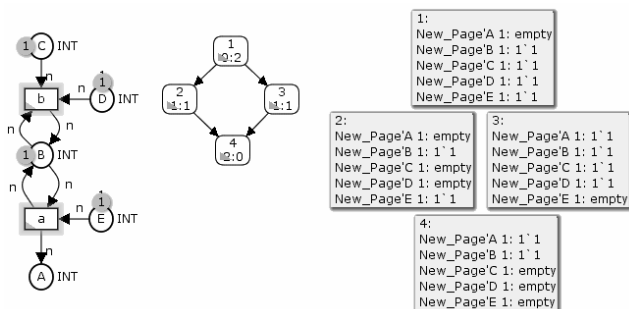 1
C
INT
n
b
n
1
D
INT
n
n
1
B
INT
n
n
a
n
1
E
INT
n
A
INT
1
0:2
2
1:1
3
1:1
4
2:0
1:
New_Page'A 1: empty
New_Page'B 1: 1`1
New_Page'C 1: 1`1
New_Page'D 1: 1`1
New_Page'E 1: 1`1
2:
New_Page'A 1: empty
New_Page'B 1: 1`1
New_Page'C 1: empty
New_Page'D 1: empty
New_Page'E 1: 1`1
3:
New_Page'A 1: 1`1
New_Page'B 1: 1`1
New_Page'C 1: 1`1
New_Page'D 1: 1`1
New_Page'E 1: empty
4:
New_Page'A 1: 1`1
New_Page'B 1: 1`1
New_Page'C 1: empty
New_Page'D 1: empty
New_Page'E 1: empty